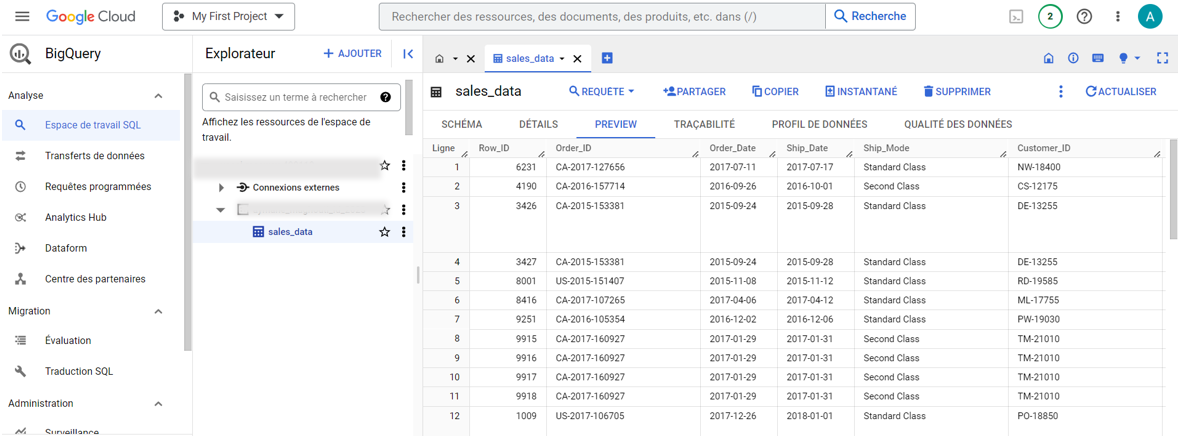 Google Cloud My First Project Rechercher des ressources, des documents, des produits, etc. dans (/) Recherche 2 A
BigQuery
Analyse
Espace de travail SQL
Transferts de données
Requêtes programmées
Analytics Hub
Dataform
Centre des partenaires
Migration
Évaluation
Traduction SQL
Administration
Surveillance
Explorateur + AJOUTER
Saisissez un terme à rechercher
Affichez les ressources de l'espace de
travail.
Connexions externes
sales_data
sales_data
sales_data REQUÊTE PARTAGER COPIER INSTANTANÉ SUPPRIMER ACTUALISER
SCHÉMA DÉTAILS PREVIEW TRAÇABILITÉ PROFIL DE DONNÉES QUALITÉ DES DONNÉES
Ligne Row_ID Order_ID Order_Date Ship_Date Ship_Mode Customer_ID
1 6231 CA-2017-127656 2017-07-11 2017-07-17 Standard Class NW-18400
2 4190 CA-2016-157714 2016-09-26 2016-10-01 Second Class CS-12175
3 3426 CA-2015-153381 2015-09-24 2015-09-28 Standard Class DE-13255
4 3427 CA-2015-153381 2015-09-24 2015-09-28 Standard Class DE-13255
5 8001 US-2015-151407 2015-11-08 2015-11-12 Standard Class RD-19585
6 8416 CA-2017-107265 2017-04-06 2017-04-12 Standard Class ML-17755
7 9251 CA-2016-105354 2016-12-02 2016-12-06 Standard Class PW-19030
8 9915 CA-2017-160927 2017-01-29 2017-01-31 Second Class TM-21010
9 9916 CA-2017-160927 2017-01-29 2017-01-31 Second Class TM-21010
10 9917 CA-2017-160927 2017-01-29 2017-01-31 Second Class TM-21010
11 9918 CA-2017-160927 2017-01-29 2017-01-31 Second Class TM-21010
12 1009 US-2017-106705 2017-12-26 2018-01-01 Standard Class PO-18850